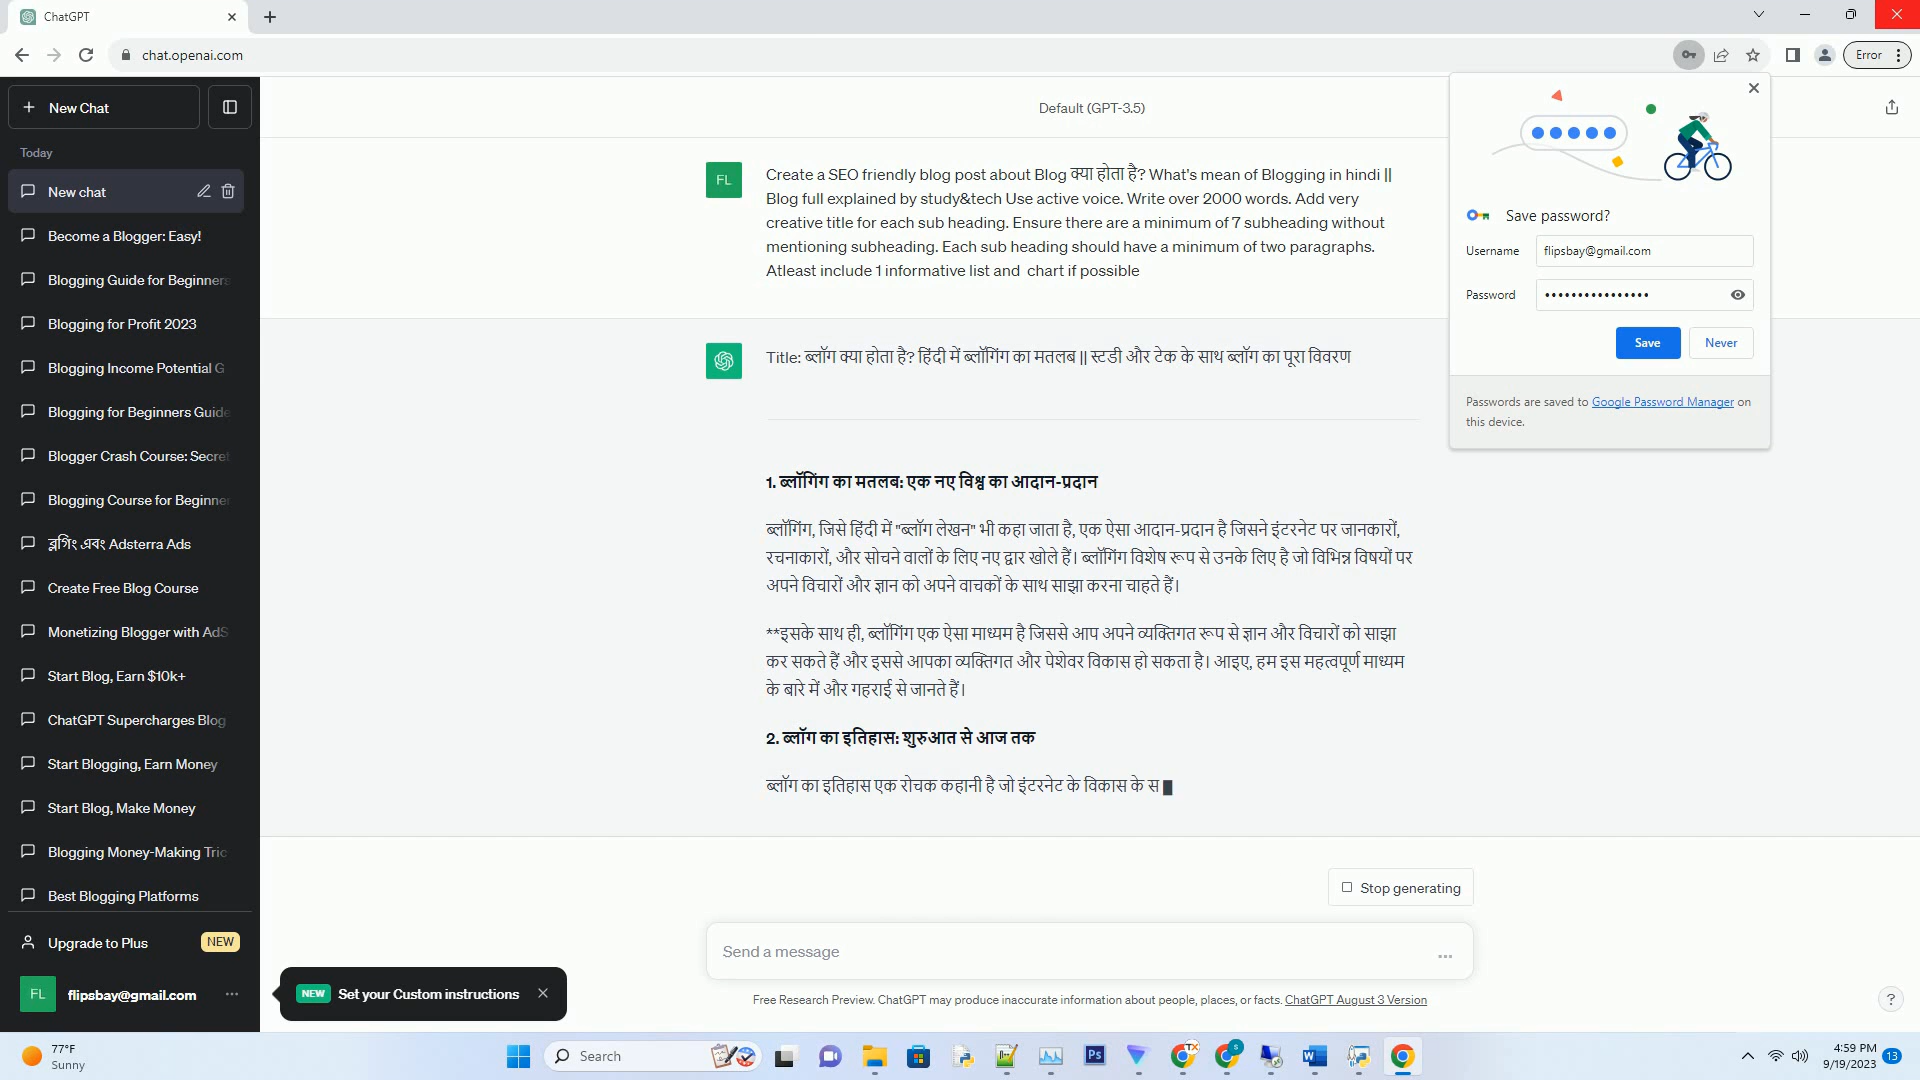 ChatGPT
chat.openai.com
Error
New Chat
Today
New chat
Become a Blogger: Easy!
Blogging Guide for Beginners
Blogging for Profit 2023
Blogging Income Potential G
Blogging for Beginners Guide
Blogger Crash Course: Secre
Blogging Course for Beginner
ব্লগিং এবং Adsterra Ads
Create Free Blog Course
Monetizing Blogger with AdS
Start Blog, Earn $10k+
ChatGPT Supercharges Blog
Start Blogging, Earn Money
Start Blog, Make Money
Blogging Money-Making Tric
Best Blogging Platforms
Upgrade to Plus NEW
FL flipsbay@gmail.com
Default (GPT-3.5)
FL
Create a SEO friendly blog post about Blog क्या होता है? What's mean of Blogging in hindi ||
Blog full explained by study&tech Use active voice. Write over 2000 words. Add very
creative title for each sub heading. Ensure there are a minimum of 7 subheading without
mentioning subheading. Each sub heading should have a minimum of two paragraphs.
Atleast include 1 informative list and chart if possible
Title: ब्लॉग क्या होता है? हिंदी में ब्लॉगिंग का मतलब || स्टडी और टेक के साथ ब्लॉग का पूरा विवरण
1. ब्लॉगिंग का मतलब: एक नए विश्व का आदान-प्रदान
ब्लॉगिंग, जिसे हिंदी में "ब्लॉग लेखन" भी कहा जाता है, एक ऐसा आदान-प्रदान है जिसने इंटरनेट पर जानकारों,
रचनाकारों, और सोचने वालों के लिए नए द्वार खोले हैं। ब्लॉगिंग विशेष रूप से उनके लिए है जो विभिन्न विषयों पर
अपने विचारों और ज्ञान को अपने वाचकों के साथ साझा करना चाहते हैं।
**इसके साथ ही, ब्लॉगिंग एक ऐसा माध्यम है जिससे आप अपने व्यक्तिगत रूप से ज्ञान और विचारों को साझा
कर सकते हैं और इससे आपका व्यक्तिगत और पेशेवर विकास हो सकता है। आइए, हम इस महत्वपूर्ण माध्यम
के बारे में और गहराई से जानते हैं।
2. ब्लॉग का इतिहास: शुरुआत से आज तक
ब्लॉग का इतिहास एक रोचक कहानी है जो इंटरनेट के विकास के स
Stop generating
Send a message
Free Research Preview. ChatGPT may produce inaccurate information about people, places, or facts. ChatGPT August 3 Version
NEW Set your Custom instructions
?
Save password?
Username flipsbay@gmail.com
Password ••••••••••••••••
Save Never
Passwords are saved to Google Password Manager on
this device.
77°F
Sunny
Search
Ps
4:59 PM
9/19/2023
13